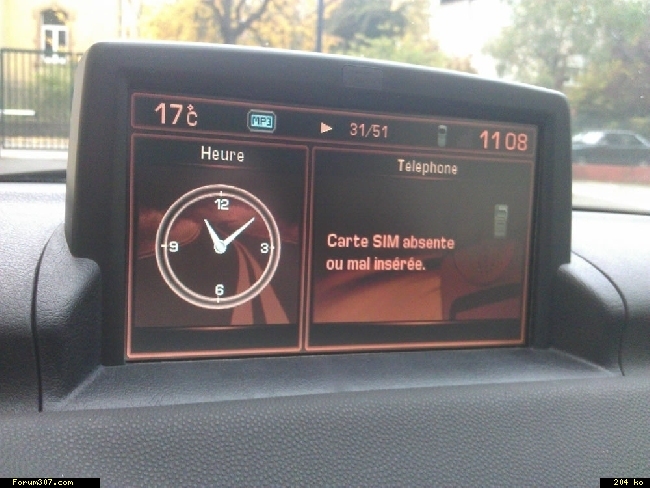 17°C MP3 ▶ 31/51 11 08
Heure
Telephone
12
9 3
6
Carte SIM absente
ou mal insérée.
Forum307.com 204 ko